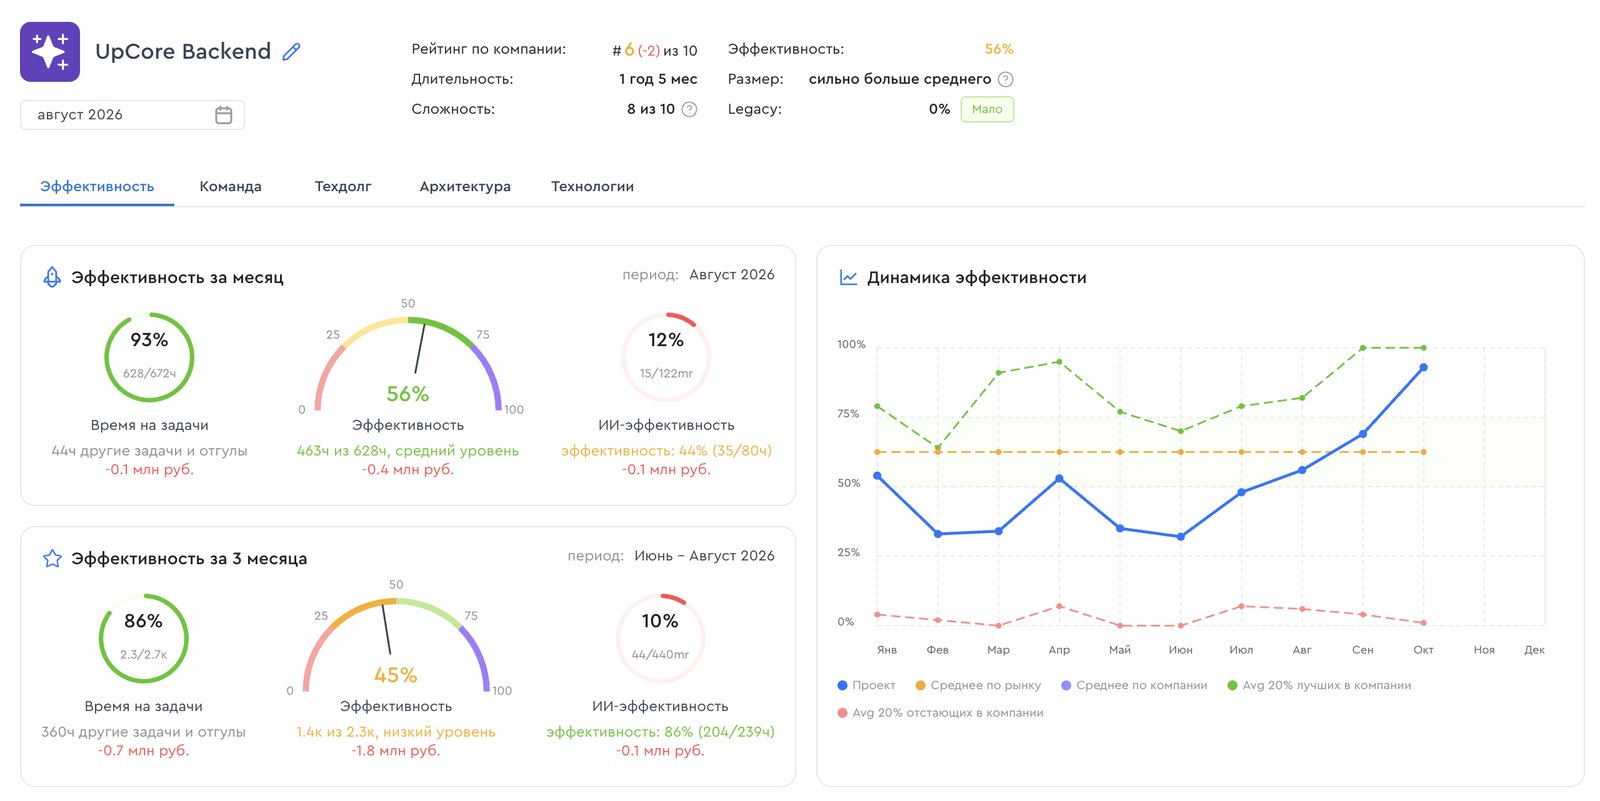 UpCore Backend
август 2026
Рейтинг по компании: # 6 (-2) из 10
Длительность: 1 год 5 мес
Сложность: 8 из 10 ?
Эффективность: 56%
Размер: сильно больше среднего ?
Legacy: 0% Мало
Эффективность Команда Техдолг Архитектура Технологии
Эффективность за месяц
период: Август 2026
93%
628/672ч
Время на задачи
44ч другие задачи и отгулы
-0.1 млн руб.
0 25 50 75 100
56%
Эффективность
463ч из 628ч, средний уровень
-0.4 млн руб.
12%
15/122mr
ИИ-эффективность
эффективность: 44% (35/80ч)
-0.1 млн руб.
Эффективность за 3 месяца
период: Июнь – Август 2026
86%
2.3/2.7к
Время на задачи
360ч другие задачи и отгулы
-0.7 млн руб.
0 25 50 75 100
45%
Эффективность
1.4к из 2.3к, низкий уровень
-1.8 млн руб.
10%
44/440mr
ИИ-эффективность
эффективность: 86% (204/239ч)
-0.1 млн руб.
Динамика эффективности
100%
75%
50%
25%
0%
Янв Фев Мар Апр Май Июн Июл Авг Сен Окт Ноя Дек
Проект Среднее по рынку Среднее по компании Avg 20% лучших в компании
Avg 20% отстающих в компании